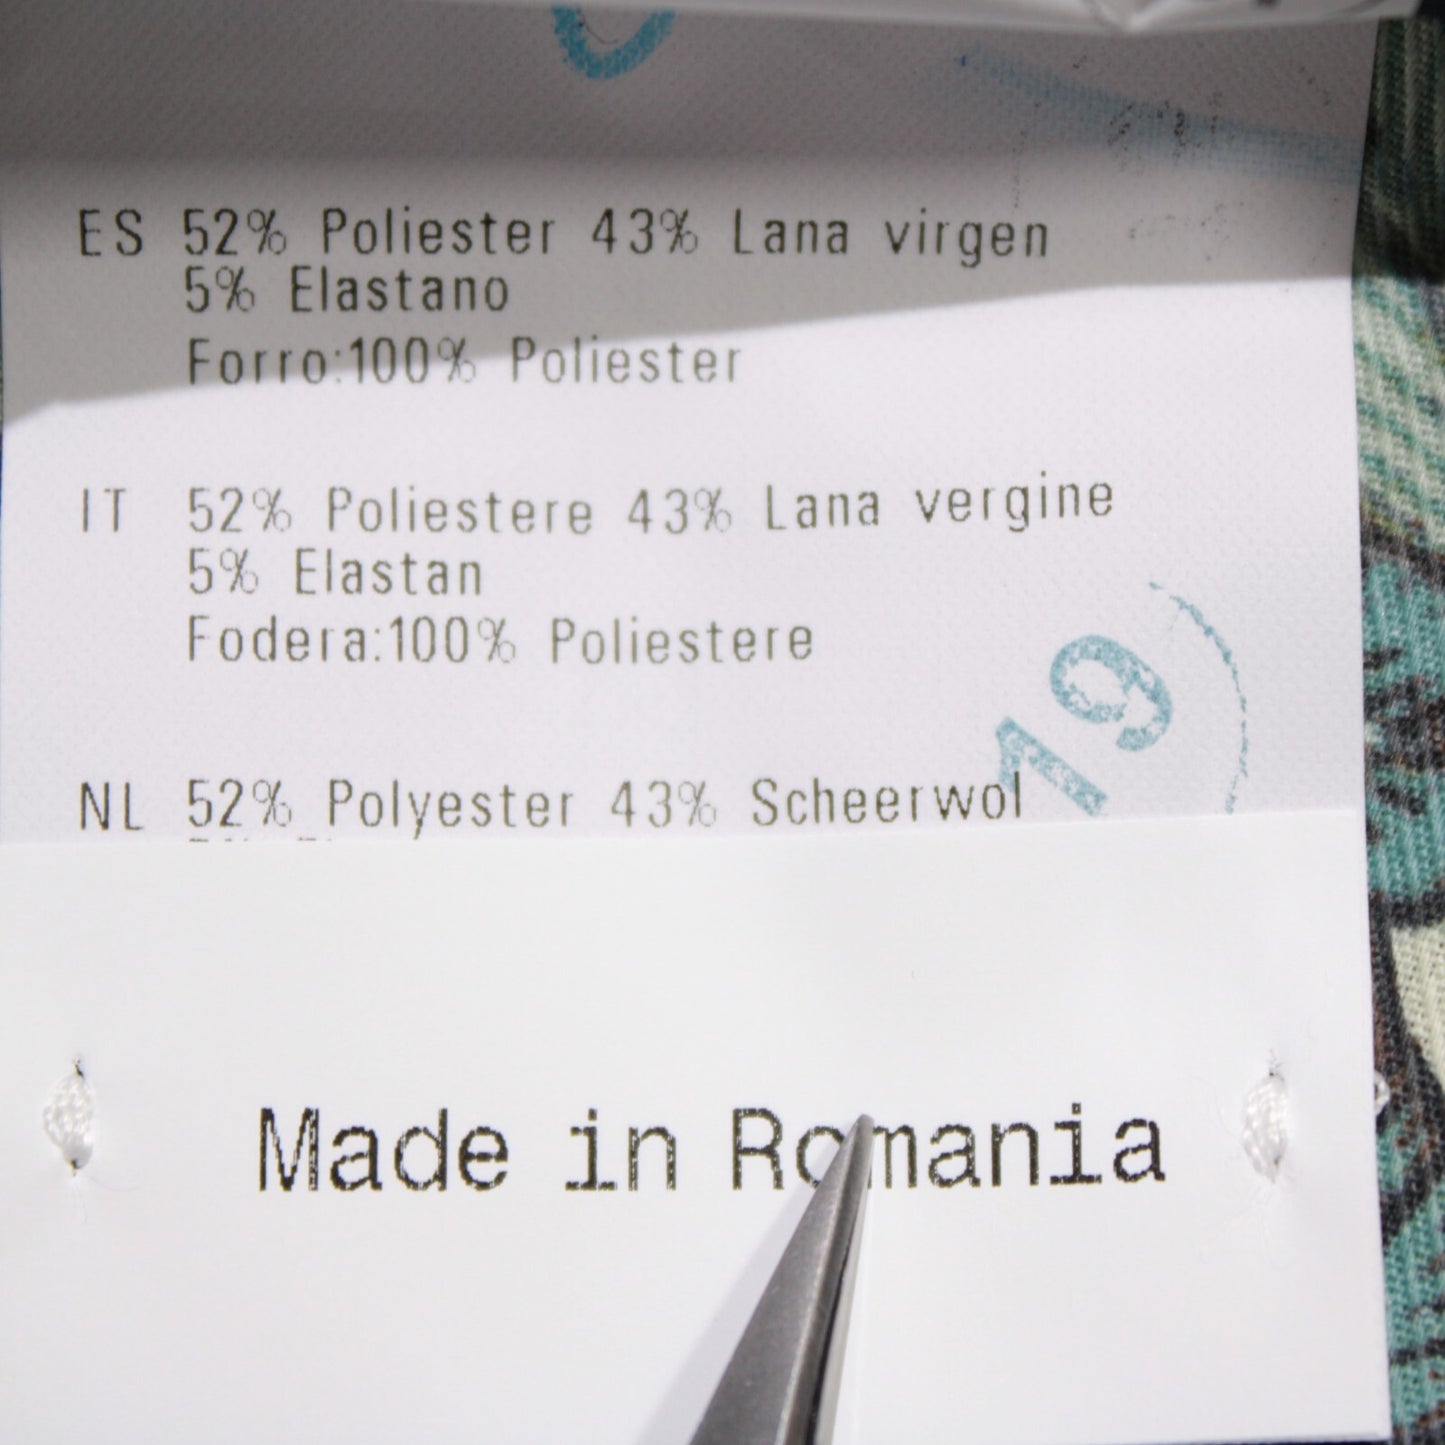 ES 52% Poliester 43% Lana virgen
5% Elastano
Forro:100% Poliester
IT 52% Poliestere 43% Lana vergine
5% Elastan
Fodera:100% Poliestere
19
NL 52% Polyester 43% Scheerwol
Made in Romania